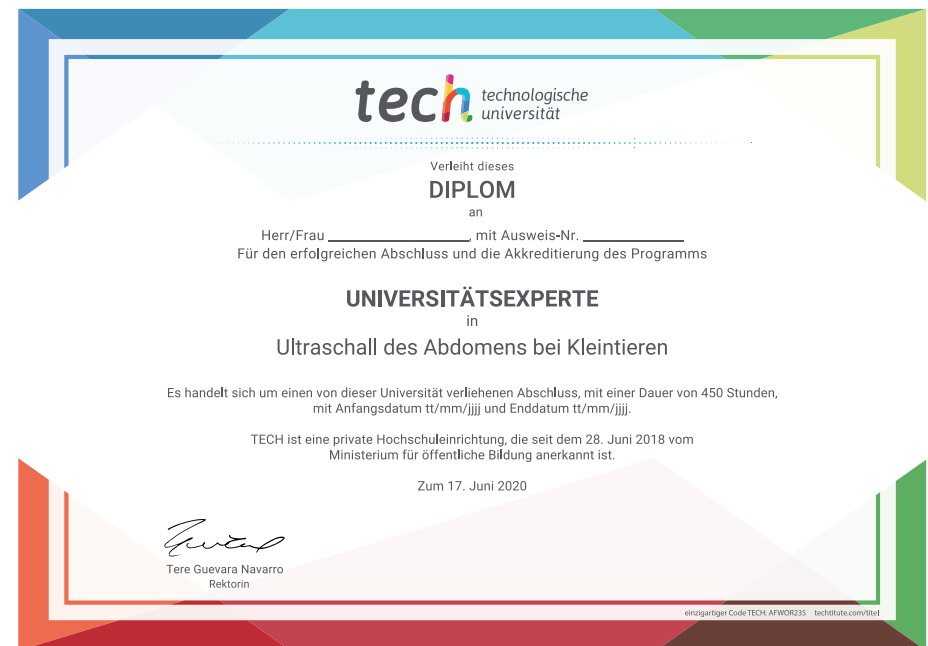 tech technologische
universität
Verleiht dieses
DIPLOM
an
Herr/Frau ____________, mit Ausweis-Nr. ____________
Für den erfolgreichen Abschluss und die Akkreditierung des Programms
UNIVERSITÄTSEXPERTE
in
Ultraschall des Abdomens bei Kleintieren
Es handelt sich um einen von dieser Universität verliehenen Abschluss, mit einer Dauer von 450 Stunden,
mit Anfangsdatum tt/mm/jjjj und Enddatum tt/mm/jjjj.
TECH ist eine private Hochschuleinrichtung, die seit dem 28. Juni 2018 vom
Ministerium für öffentliche Bildung anerkannt ist.
Zum 17. Juni 2020
Tere Guevara Navarro
Rektorin
einzigartiger Code TECH: AFWOR23S techtitute.com/titel